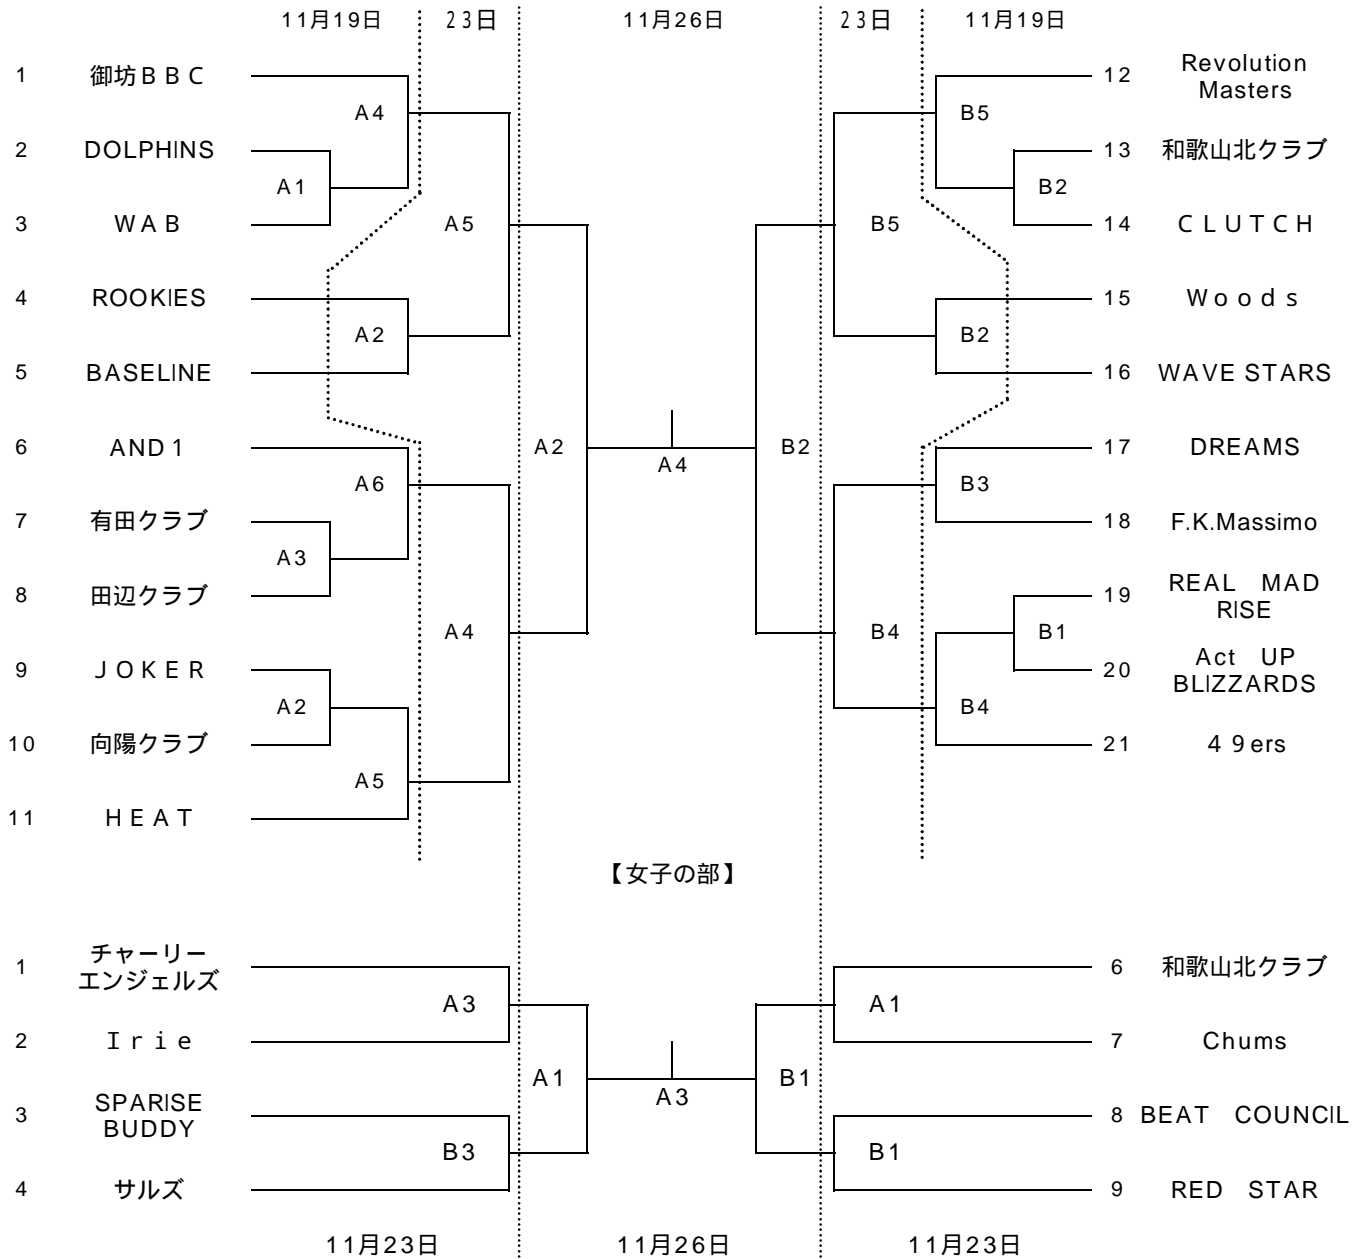 11月19日 23日 11月26日 23日 11月19日
1 御坊ＢＢＣ
A4
2 DOLPHINS
A1
3 ＷＡＢ
A5
4 ROOKIES
A2
5 BASELINE
A2
6 AND１
A6
7 有田クラブ
A3
8 田辺クラブ
A4
9 ＪＯＫＥＲ
A2
10 向陽クラブ
A5
11 ＨＥＡＴ
A4
12 Revolution
Masters
B5
13 和歌山北クラブ
B2
14 ＣＬＵＴＣＨ
B5
15 Ｗｏｏｄｓ
B2
16 WAVE STARS
B2
17 DREAMS
B3
18 F.K.Massimo
19 REAL　MAD
RISE
B1
B4
20 Act　UP
BLIZZARDS
B4
21 ４９ers
【女子の部】
1 チャーリー
エンジェルズ
A3
2 Ｉｒｉｅ
A1
3 SPARISE
BUDDY
B3
4 サルズ
A3
6 和歌山北クラブ
A1
7 Chums
B1
8 BEAT　COUNCIL
B1
9 RED　STAR
11月23日 11月26日 11月23日